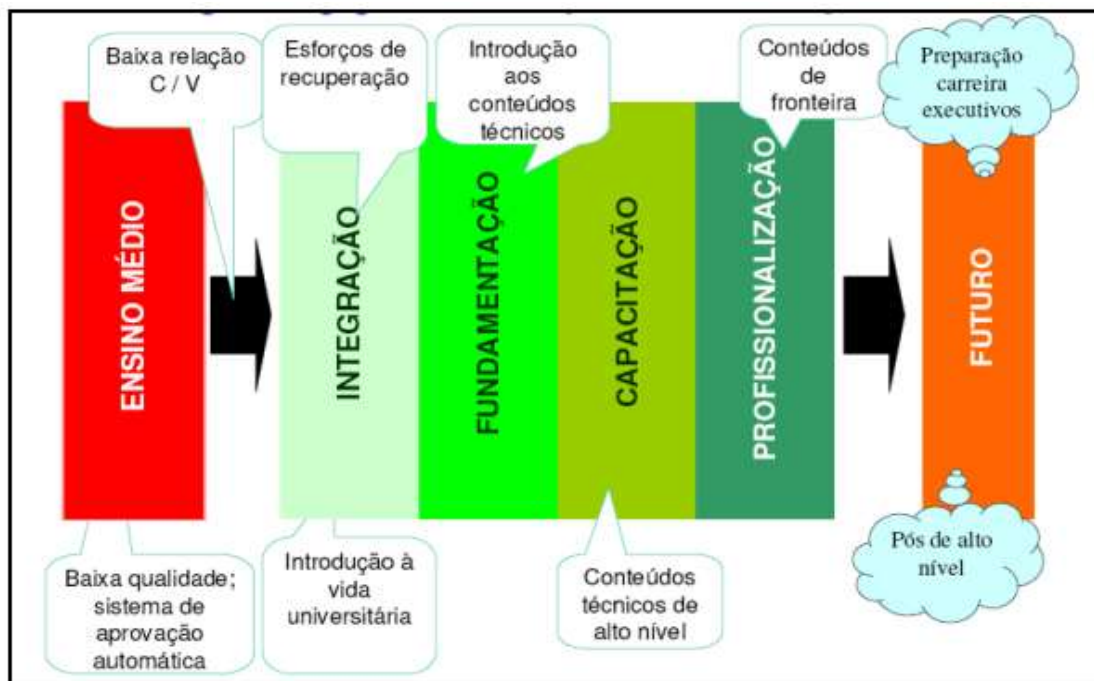 Baixa relação
C / V
Esforços de
recuperação
Introdução
aos
conteúdos
técnicos
Conteúdos
de
fronteira
Preparação
carreira
executivos
ENSINO MÉDIO
INTEGRAÇÃO
FUNDAMENTAÇÃO
CAPACITAÇÃO
PROFISSIONALIZAÇÃO
FUTURO
Baixa qualidade;
sistema de
aprovação
automática
Introdução à
vida
universitária
Conteúdos
técnicos de
alto nível
Pós de alto
nível